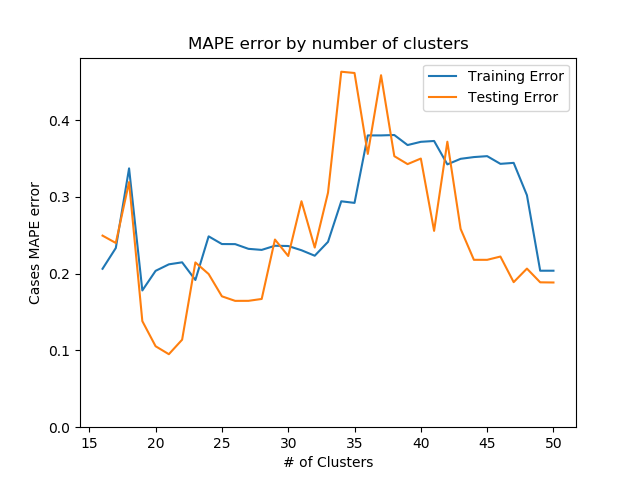 MAPE error by number of clusters
Training Error
Testing Error
Cases MAPE error
0.4
0.3
0.2
0.1
0.0
15 20 25 30 35 40 45 50
# of Clusters